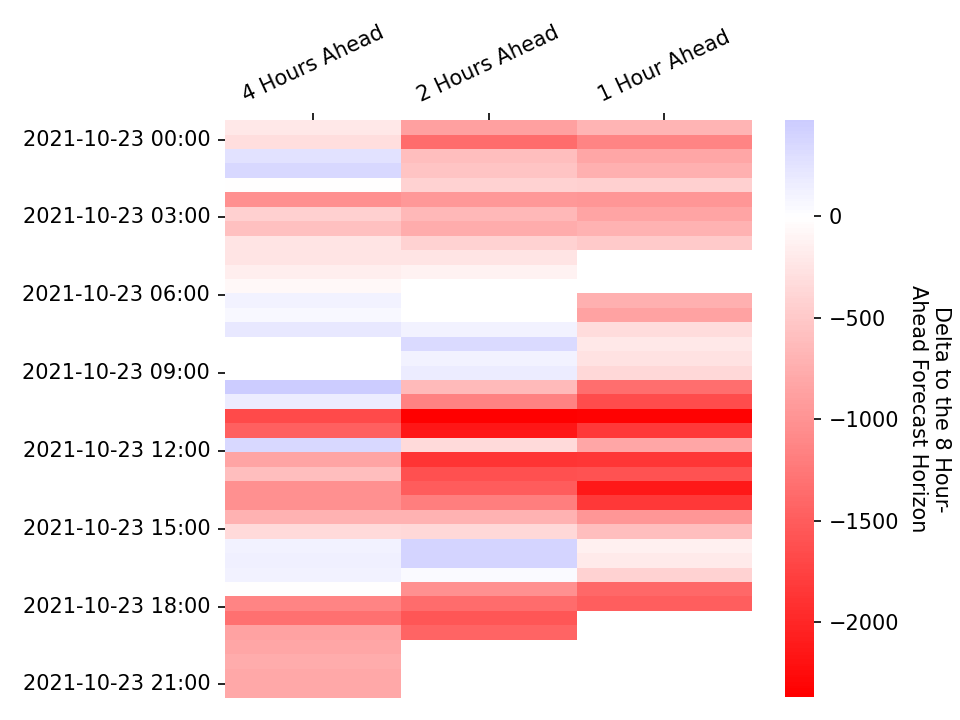 4 Hours Ahead
2 Hours Ahead
1 Hour Ahead
2021-10-23 00:00
2021-10-23 03:00
2021-10-23 06:00
2021-10-23 09:00
2021-10-23 12:00
2021-10-23 15:00
2021-10-23 18:00
2021-10-23 21:00
0
−500
−1000
−1500
−2000
Delta to the 8 Hour-
Ahead Forecast Horizon